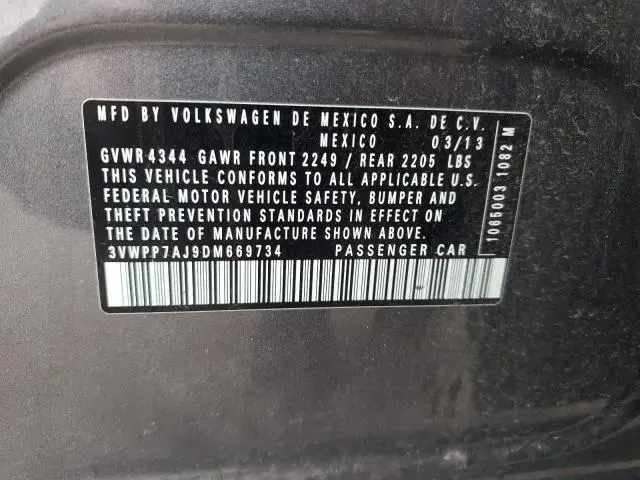 MFD BY VOLKSWAGEN DE MEXICO S.A. DE C.V.
MEXICO 03/13
GVWR 4344 GAWR FRONT 2249 / REAR 2205 LBS
THIS VEHICLE CONFORMS TO ALL APPLICABLE U.S.
FEDERAL MOTOR VEHICLE SAFETY, BUMPER AND
THEFT PREVENTION STANDARDS IN EFFECT ON
THE DATE OF MANUFACTURE SHOWN ABOVE.
3VWPP7AJ9DM669734 PASSENGER CAR
1065003 1082 M